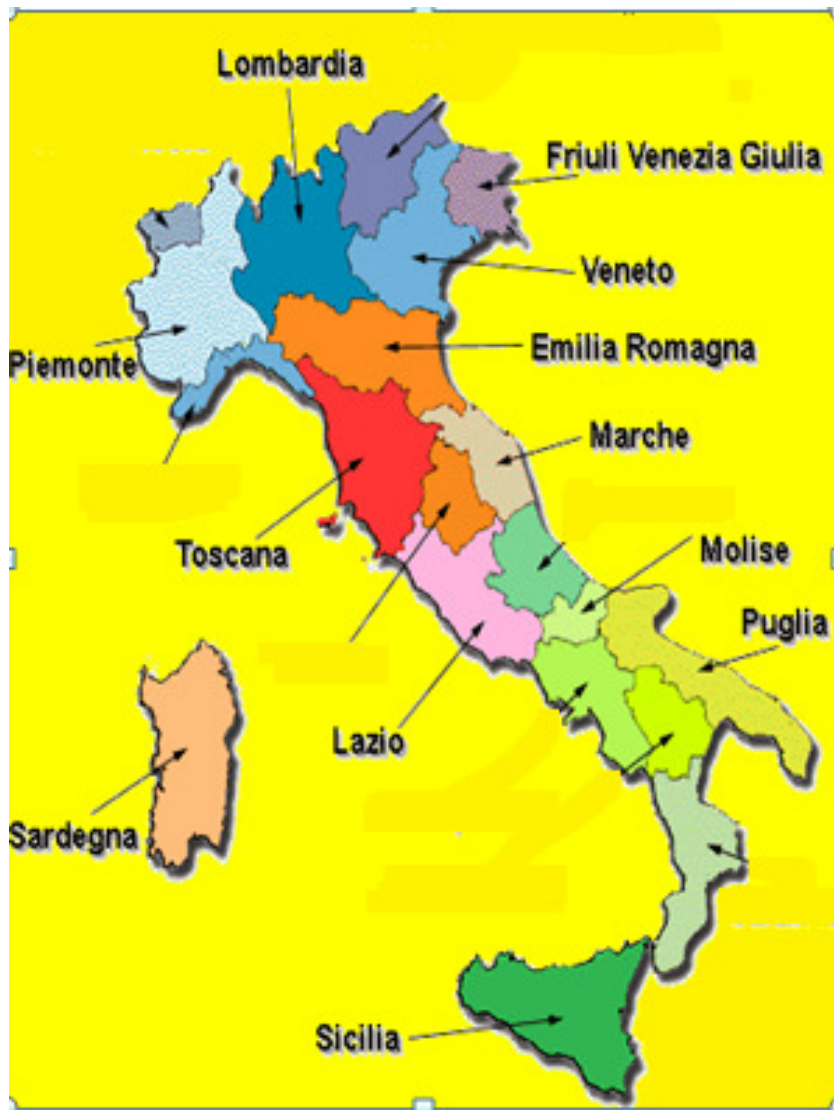 Lombardia
Friuli Venezia Giulia
Veneto
Piemonte
Emilia Romagna
Marche
Toscana
Molise
Puglia
Lazio
Sardegna
Sicilia